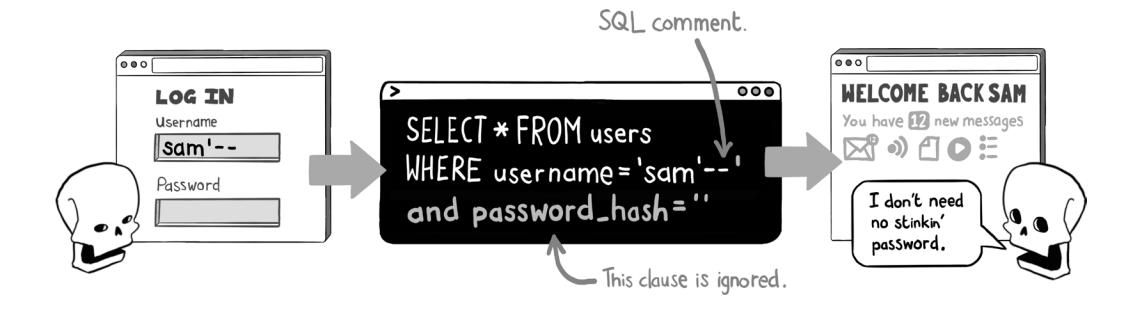 SQL comment.
LOG IN
Username
sam'--
Password
>
SELECT * FROM users
WHERE username='sam'--'
and password_hash=''
This clause is ignored.
WELCOME BACK SAM
You have 12 new messages
12
I don't need
no stinkin'
password.